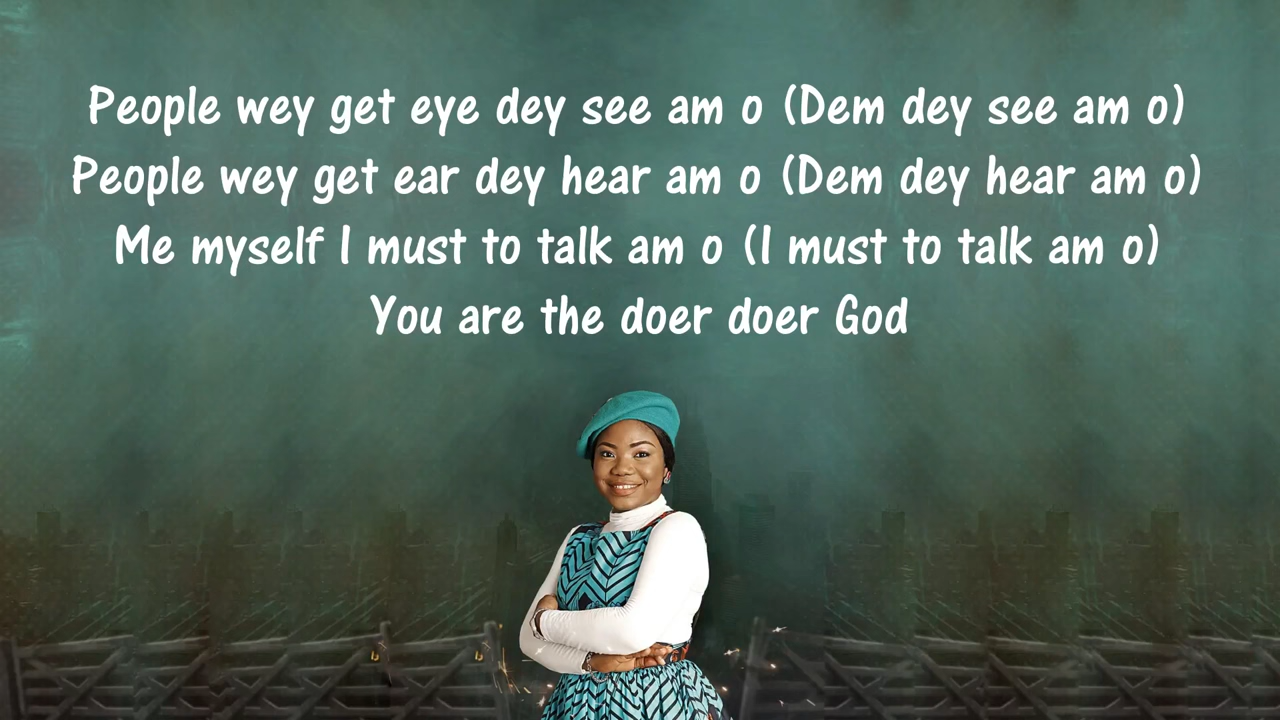 People wey get eye dey see am o (Dem dey see am o)
People wey get ear dey hear am o (Dem dey hear am o)
Me myself I must to talk am o (I must to talk am o)
You are the doer doer God